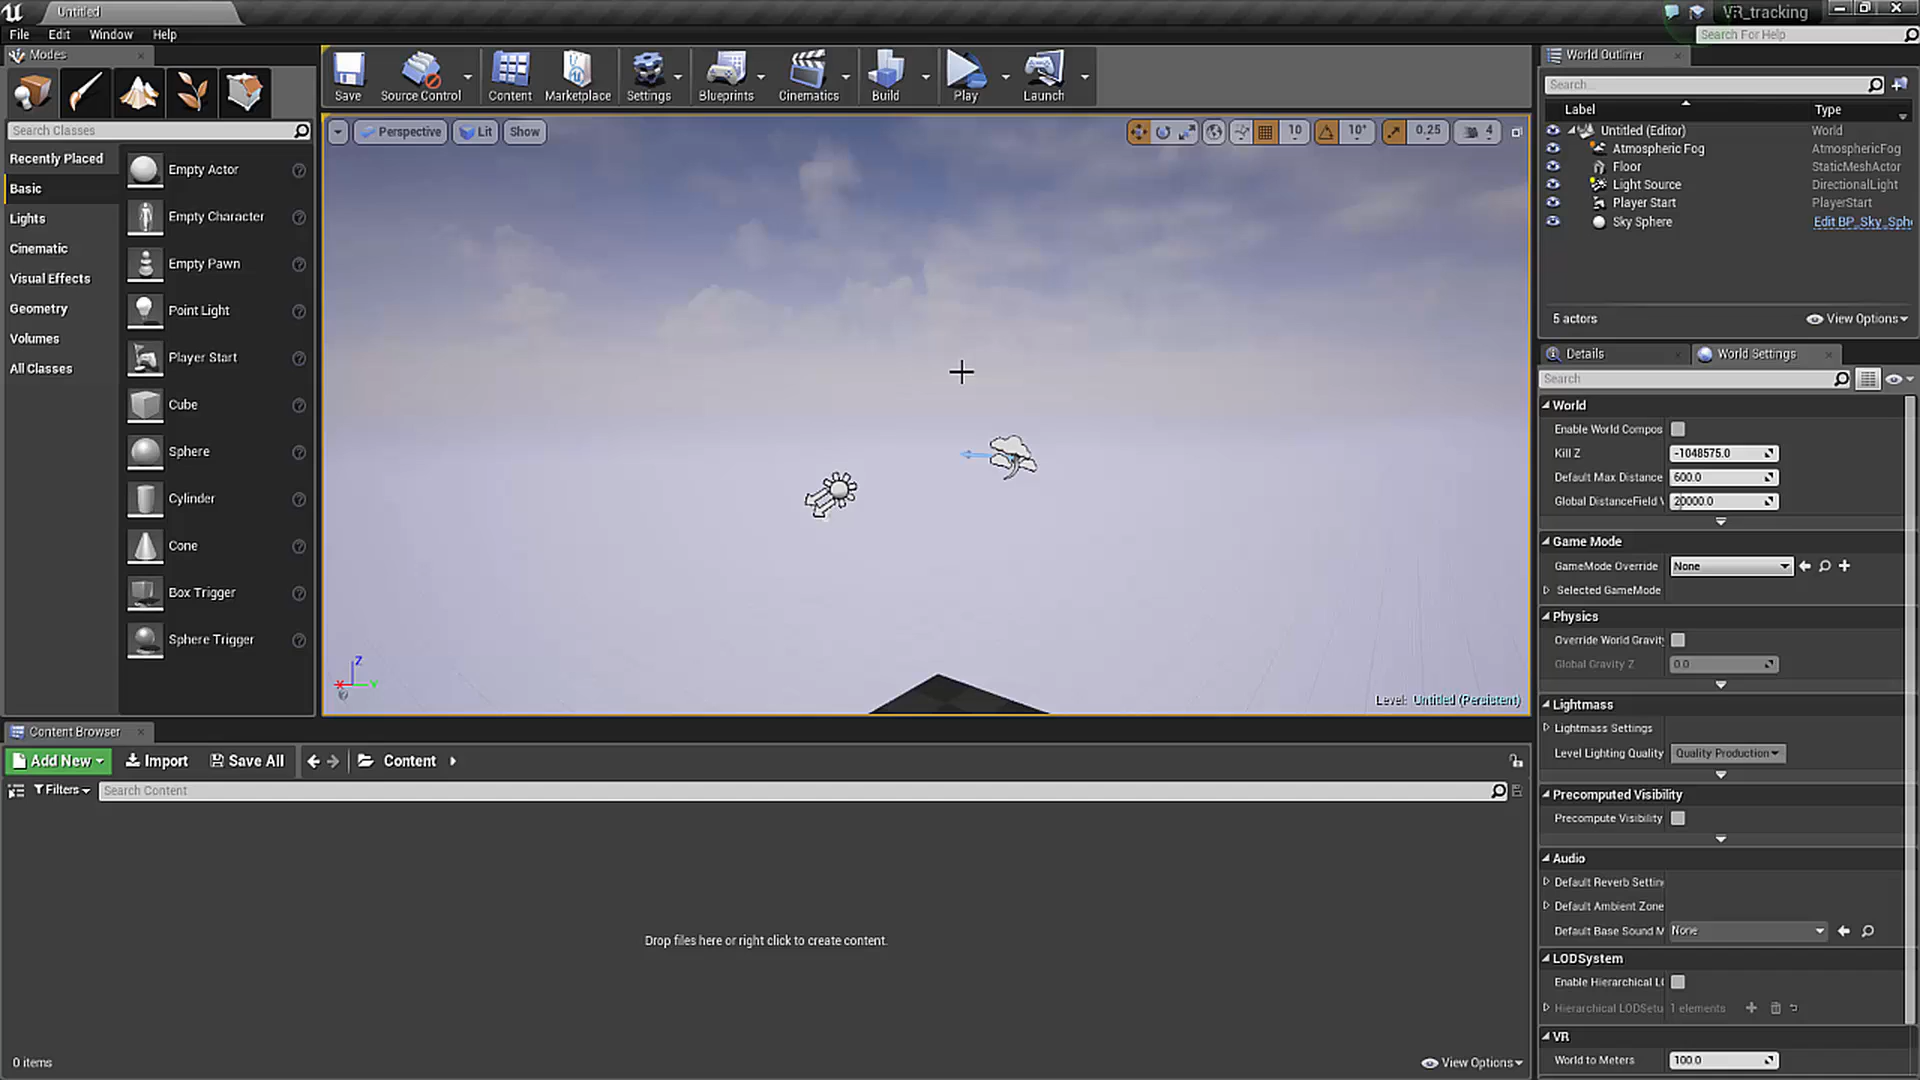 Untitled
VR_tracking
File Edit Window Help
Search For Help
Modes
Search Classes
Recently Placed
Basic
Lights
Cinematic
Visual Effects
Geometry
Volumes
All Classes
Empty Actor
Empty Character
Empty Pawn
Point Light
Player Start
Cube
Sphere
Cylinder
Cone
Box Trigger
Sphere Trigger
Save Source Control Content Marketplace Settings Blueprints Cinematics Build Play Launch
Perspective Lit Show
10 10° 0.25 4
Z
X Y
Level: Untitled (Persistent)
World Outliner
Search...
Label Type
Untitled (Editor) World
Atmospheric Fog AtmosphericFog
Floor StaticMeshActor
Light Source DirectionalLight
Player Start PlayerStart
Sky Sphere Edit BP_Sky_Sph
5 actors View Options
Details World Settings
Search
World
Enable World Compos
Kill Z -1048575.0
Default Max Distance 600.0
Global DistanceField V 20000.0
Game Mode
GameMode Override None
Selected GameMode
Physics
Override World Gravit
Global Gravity Z 0.0
Lightmass
Lightmass Settings
Level Lighting Quality Quality Production
Precomputed Visibility
Precompute Visibility
Audio
Default Reverb Settin
Default Ambient Zone
Default Base Sound M None
LODSystem
Enable Hierarchical L
Hierarchical LODSetu 1 elements
VR
World to Meters 100.0
Content Browser
Add New Import Save All Content
Filters Search Content
Drop files here or right click to create content.
0 items View Options